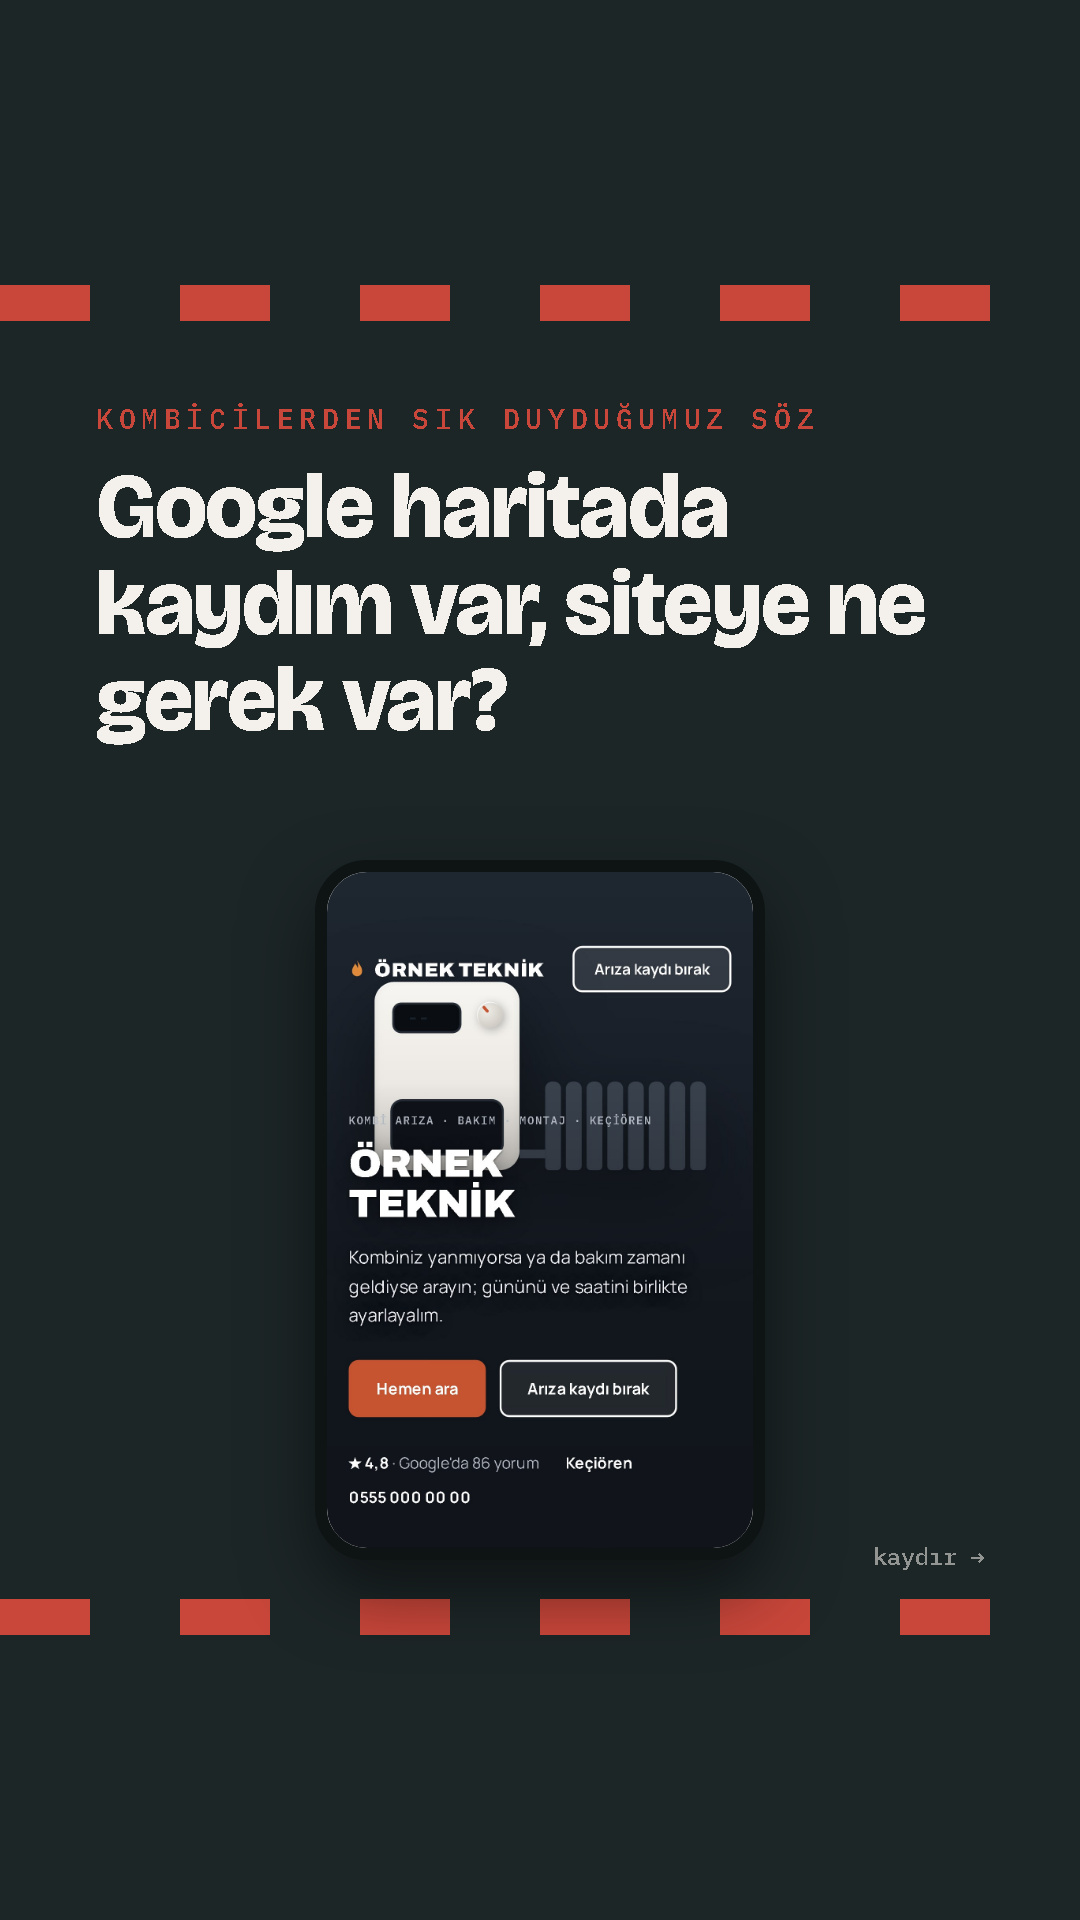 KOMBİCİLERDEN SIK DUYDUĞUMUZ SÖZ
Google haritada
kaydım var, siteye ne
gerek var?
ÖRNEK TEKNİK
Arıza kaydı bırak
KOMBİ ARIZA · BAKIM · MONTAJ · KEÇİÖREN
ÖRNEK
TEKNİK
Kombiniz yanmıyorsa ya da bakım zamanı
geldiyse arayın; gününü ve saatini birlikte
ayarlayalım.
Hemen ara
Arıza kaydı bırak
★ 4,8 · Google'da 86 yorum Keçiören
0555 000 00 00
kaydır →